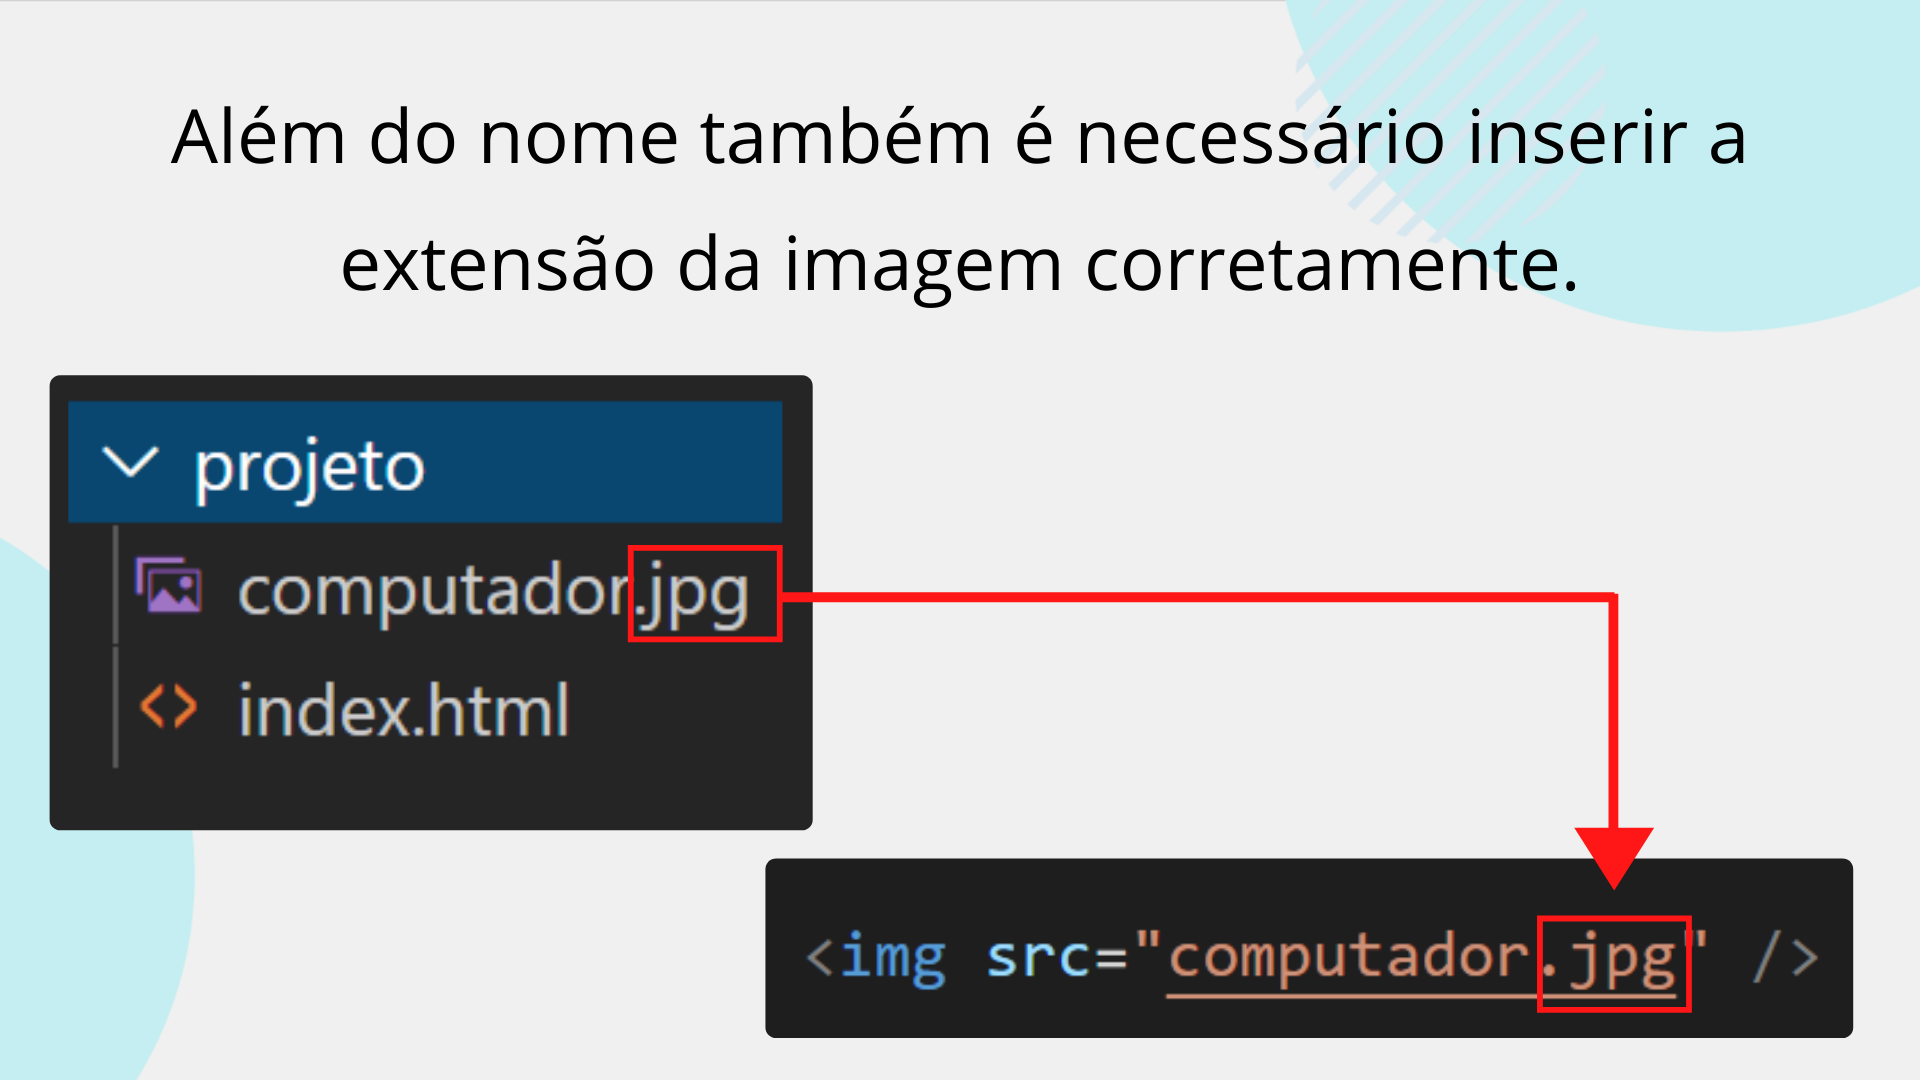 Além do nome também é necessário inserir a
extensão da imagem corretamente.
projeto
computador.jpg
index.html
<img src="computador.jpg" />